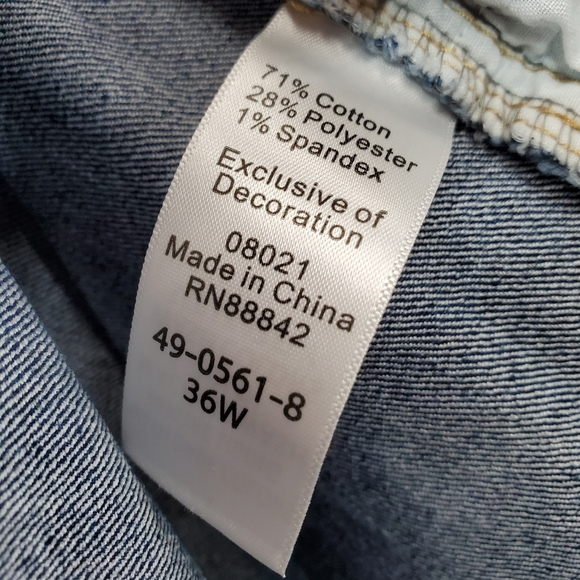 71% Cotton
28% Polyester
1% Spandex
Exclusive of
Decoration
08021
Made in China
RN88842
49-0561-8
36W